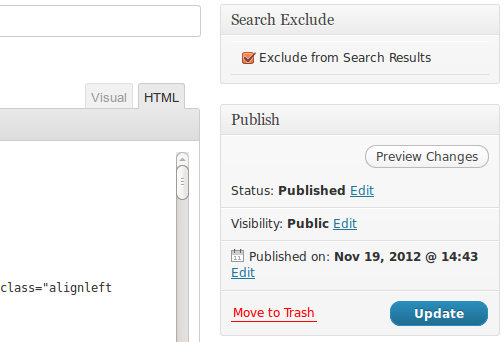 Search Exclude
Exclude from Search Results
Visual HTML
Publish
Preview Changes
Status: Published Edit
Visibility: Public Edit
Published on: Nov 19, 2012 @ 14:43
Edit
class="alignleft
Move to Trash Update